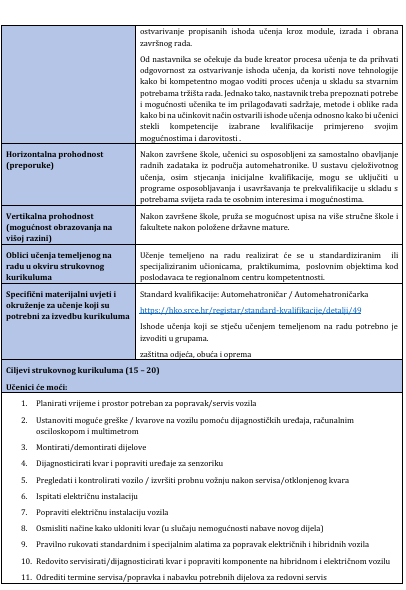 ostvarivanje propisanih ishoda učenja kroz module, izrada i obrana
završnog rada.
Od nastavnika se očekuje da bude kreator procesa učenja te da prihvati
odgovornost za ostvarivanje ishoda učenja, da koristi nove tehnologije
kako bi kompetentno mogao voditi proces učenja u skladu sa stvarnim
potrebama tržišta rada. Jednako tako, nastavnik treba prepoznati potrebe
i mogućnosti učenika te im prilagođavati sadržaje, metode i oblike rada
kako bi na učinkovit način ostvarili ishode učenja odnosno kako bi učenici
stekli kompetencije izabrane kvalifikacije primjereno svojim
mogućnostima i darovitosti .
Horizontalna prohodnost
(preporuke)
Nakon završene škole, učenici su osposobljeni za samostalno obavljanje
radnih zadataka iz područja automehatronike. U sustavu cjeloživotnog
učenja, osim stjecanja inicijalne kvalifikacije, mogu se uključiti u
programe osposobljavanja i usavršavanja te prekvalifikacije u skladu s
potrebama svijeta rada te osobnim interesima i mogućnostima.
Vertikalna prohodnost
(mogućnost obrazovanja na
višoj razini)
Nakon završene škole, pruža se mogućnost upisa na više stručne škole i
fakultete nakon položene državne mature.
Oblici učenja temeljenog na
radu u okviru strukovnog
kurikuluma
Učenje temeljeno na radu realizirat će se u standardiziranim ili
specijaliziranim učionicama, praktikumima, poslovnim objektima kod
poslodavaca te regionalnom centru kompetentnosti.
Specifični materijalni uvjeti i
okruženje za učenje koji su
potrebni za izvedbu kurikuluma
Standard kvalifikacije: Automehatroničar / Automehatroničarka
https://hko.srce.hr/registar/standard-kvalifikacije/detalji/49
Ishode učenja koji se stječu učenjem temeljenom na radu potrebno je
izvoditi u grupama.
zaštitna odjeća, obuća i oprema
Ciljevi strukovnog kurikuluma (15 – 20)
Učenici će moći:
1. Planirati vrijeme i prostor potreban za popravak/servis vozila
2. Ustanoviti moguće greške / kvarove na vozilu pomoću dijagnostičkih uređaja, računalnim
osciloskopom i multimetrom
3. Montirati/demontirati dijelove
4. Dijagnosticirati kvar i popraviti uređaje za senzoriku
5. Pregledati i kontrolirati vozilo / izvršiti probnu vožnju nakon servisa/otklonjenog kvara
6. Ispitati električnu instalaciju
7. Popraviti električnu instalaciju vozila
8. Osmisliti načine kako ukloniti kvar (u slučaju nemogućnosti nabave novog dijela)
9. Pravilno rukovati standardnim i specijalnim alatima za popravak električnih i hibridnih vozila
10. Redovito servisirati/dijagnosticirati kvar i popraviti komponente na hibridnom i električnom vozilu
11. Odrediti termine servisa/popravka i nabavku potrebnih dijelova za redovni servis